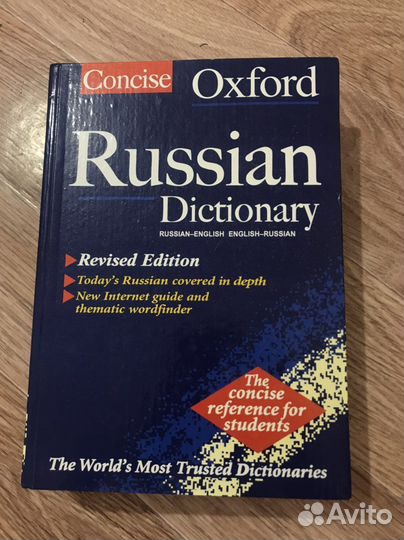 Concise Oxford
Russian
Dictionary
RUSSIAN–ENGLISH ENGLISH–RUSSIAN
Revised Edition
Today's Russian covered in depth
New Internet guide and
thematic wordfinder
The
concise
reference for
students
The World's Most Trusted Dictionaries
Avito